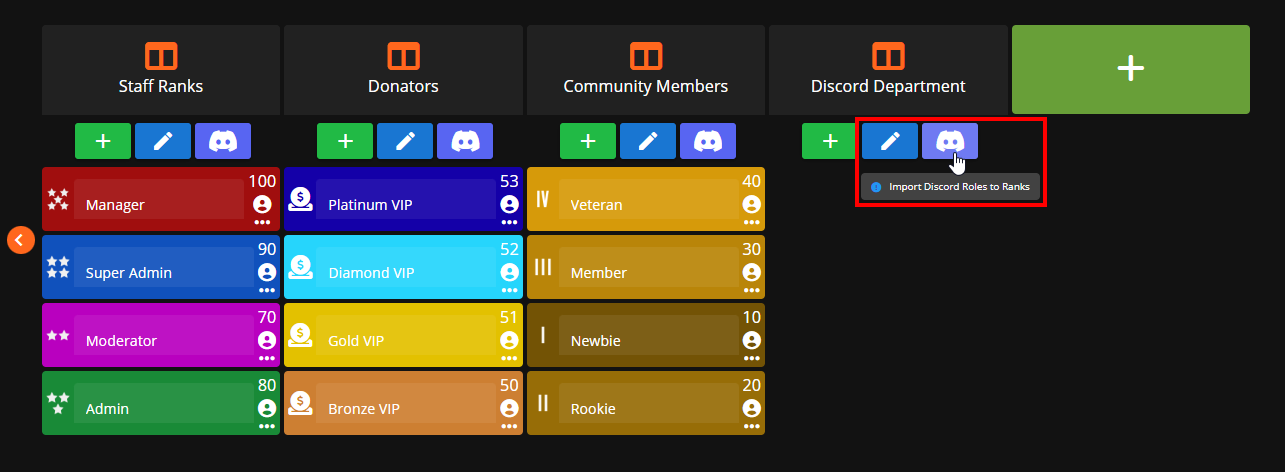 Staff Ranks
Donators
Community Members
Discord Department
+
+
+
+
+
Import Discord Roles to Ranks
100
Manager
53
Platinum VIP
40
IV
Veteran
90
Super Admin
52
Diamond VIP
30
III
Member
70
Moderator
51
Gold VIP
10
I
Newbie
80
Admin
50
Bronze VIP
20
II
Rookie